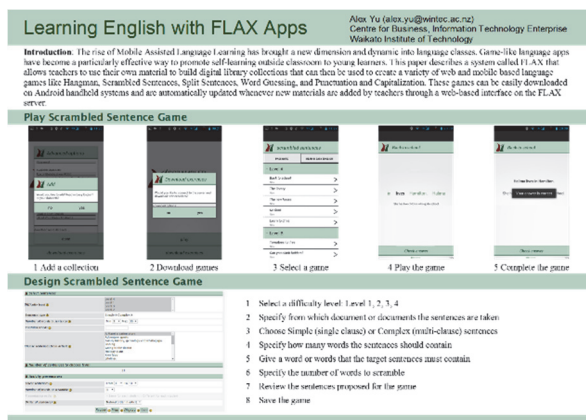 Learning English with FLAX Apps
Alex Yu (alex.yu@wintec.ac.nz)
Centre for Business, Information Technology Enterprise
Waikato Institute of Technology
Introduction: The rise of Mobile Assisted Language Learning has brought a new dimension and dynamic into language classes. Game-like language apps
have become a particularly effective way to promote self-learning outside classroom to young learners. This paper describes a system called FLAX that
allows teachers to use their own material to build digital library collections that can then be used to create a variety of web and mobile based language
games like Hangman, Scrambled Sentences, Split Sentences, Word Guessing, and Punctuation and Capitalization. These games can be easily downloaded
on Android handheld systems and are automatically updated whenever new materials are added by teachers through a web-based interface on the FLAX
server.
Play Scrambled Sentence Game
1 Add a collection
2 Download games
3 Select a game
4 Play the game
5 Complete the game
Design Scrambled Sentence Game
1 Select a difficulty level: Level 1, 2, 3, 4
2 Specify from which document or documents the sentences are taken
3 Choose Simple (single clause) or Complex (multi-clause) sentences
4 Specify how many words the sentences should contain
5 Give a word or words that the target sentences must contain
6 Specify the number of words to scramble
7 Review the sentences proposed for the game
8 Save the game